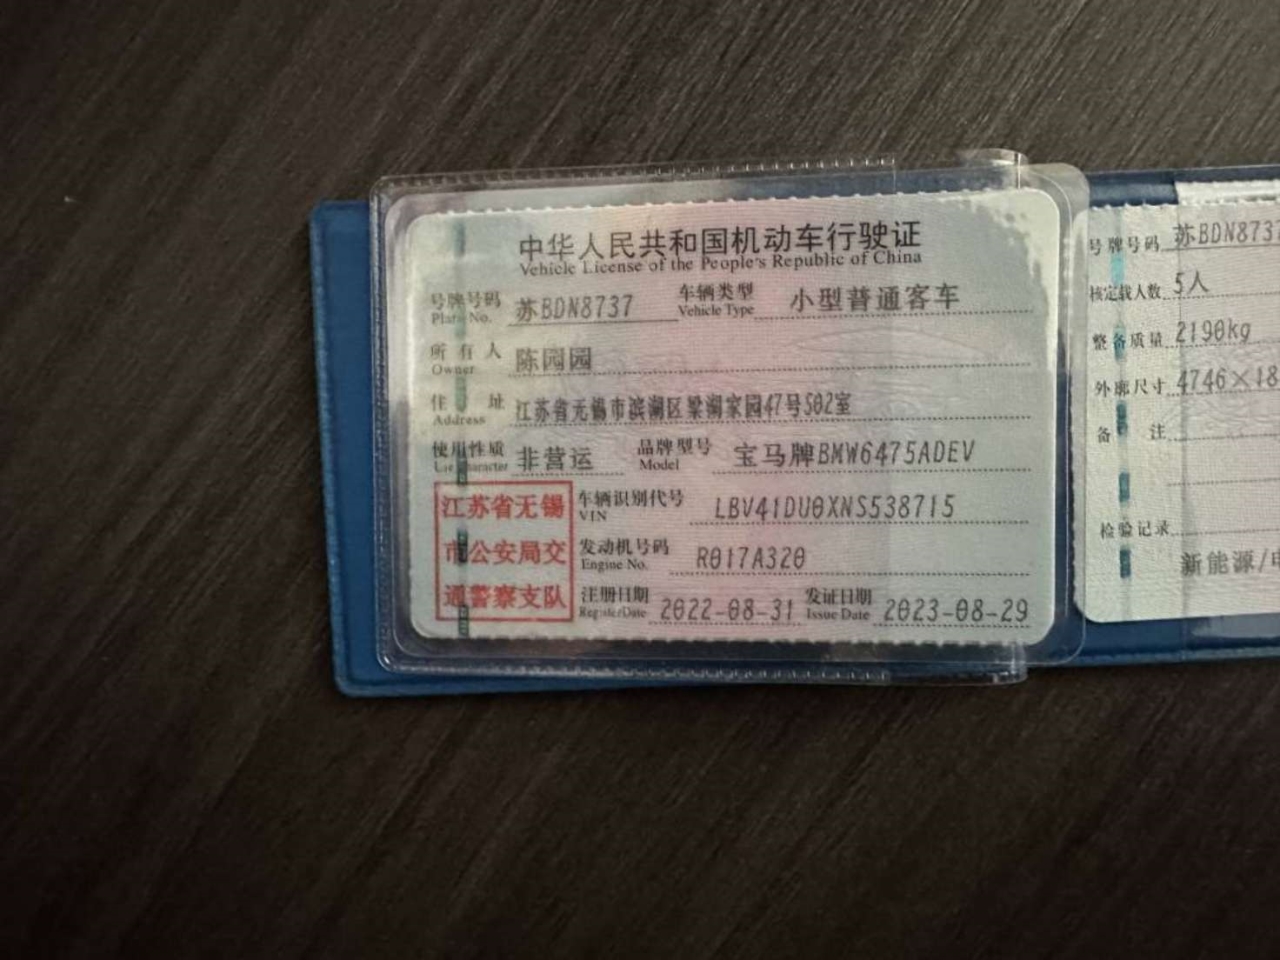 中华人民共和国机动车行驶证
Vehicle License of the People's Republic of China
号牌号码 苏BDN8737 车辆类型 小型普通客车
Plate No. Vehicle Type
所有人 陈园园
Owner
住址 江苏省无锡市滨湖区梁湖家园47号502室
Address
使用性质 非营运 品牌型号 宝马牌BMW6475ADEV
Use Character Model
江苏省无锡
市公安局交
通警察支队
车辆识别代号 LBV41DU0XNS538715
VIN
发动机号码 R017A320
Engine No.
注册日期 2022-08-31 发证日期 2023-08-29
Register Date Issue Date
号牌号码 苏BDN8737
核定载人数 5人
整备质量 2190kg
外廓尺寸 4746×18
备注
检验记录
新能源/电